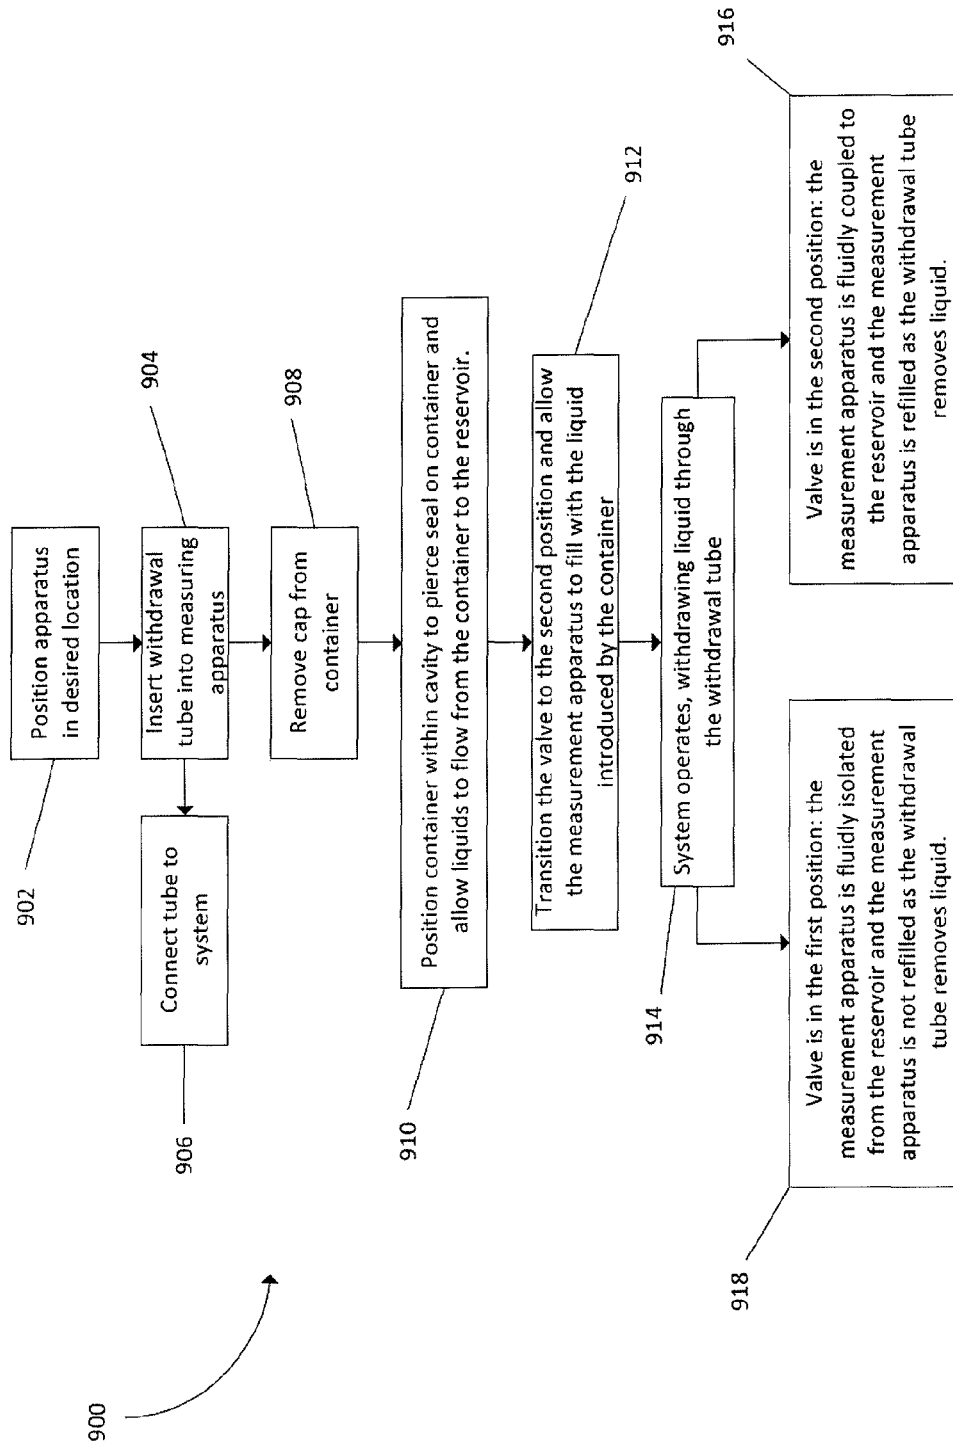 900
902
Position apparatus
in desired location
904
Insert withdrawal
tube into measuring
apparatus
906
Connect tube to
system
908
Remove cap from
container
910
Position container within cavity to pierce seal on container and
allow liquids to flow from the container to the reservoir.
912
Transition the valve to the second position and allow
the measurement apparatus to fill with the liquid
introduced by the container
914
System operates, withdrawing liquid through
the withdrawal tube
918
Valve is in the first position: the
measurement apparatus is fluidly isolated
from the reservoir and the measurement
apparatus is not refilled as the withdrawal
tube removes liquid.
916
Valve is in the second position: the
measurement apparatus is fluidly coupled to
the reservoir and the measurement
apparatus is refilled as the withdrawal tube
removes liquid.